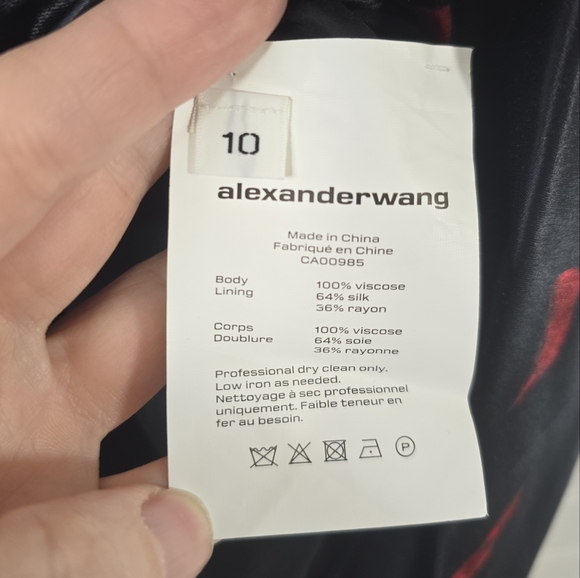 10
alexanderwang
Made in China
Fabriqué en Chine
CA00985
Body 100% viscose
Lining 64% silk
36% rayon
Corps 100% viscose
Doublure 64% soie
36% rayonne
Professional dry clean only.
Low iron as needed.
Nettoyage à sec professionnel
uniquement. Faible teneur en
fer au besoin.
P